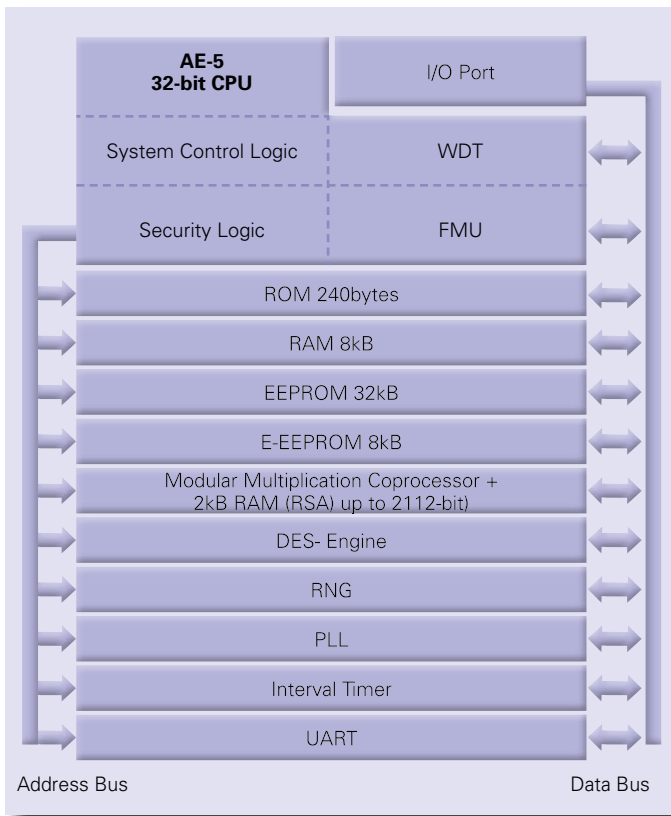 AE-5
32-bit CPU
I/O Port
System Control Logic
WDT
Security Logic
FMU
ROM 240bytes
RAM 8kB
EEPROM 32kB
E-EEPROM 8kB
Modular Multiplication Coprocessor +
2kB RAM (RSA) up to 2112-bit)
DES- Engine
RNG
PLL
Interval Timer
UART
Address Bus
Data Bus